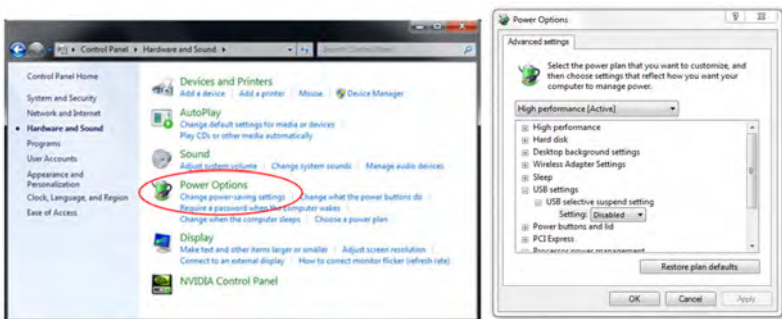 Control Panel ▸ Hardware and Sound ▸
Search Control Panel
Control Panel Home
System and Security
Network and Internet
Hardware and Sound
Programs
User Accounts
Appearance and
Personalization
Clock, Language, and Region
Ease of Access
Devices and Printers
Add a device | Add a printer | Mouse | Device Manager
AutoPlay
Change default settings for media or devices |
Play CDs or other media automatically
Sound
Adjust system volume | Change system sounds | Manage audio devices
Power Options
Change power-saving settings | Change what the power buttons do |
Require a password when the computer wakes |
Change when the computer sleeps | Choose a power plan
Display
Make text and other items larger or smaller | Adjust screen resolution |
Connect to an external display | How to correct monitor flicker (refresh rate)
NVIDIA Control Panel
Power Options
Advanced settings
Select the power plan that you want to customize, and
then choose settings that reflect how you want your
computer to manage power.
High performance [Active]
High performance
Hard disk
Desktop background settings
Wireless Adapter Settings
Sleep
USB settings
USB selective suspend setting
Setting: Disabled
Power buttons and lid
PCI Express
Processor power management
Restore plan defaults
OK
Cancel
Apply